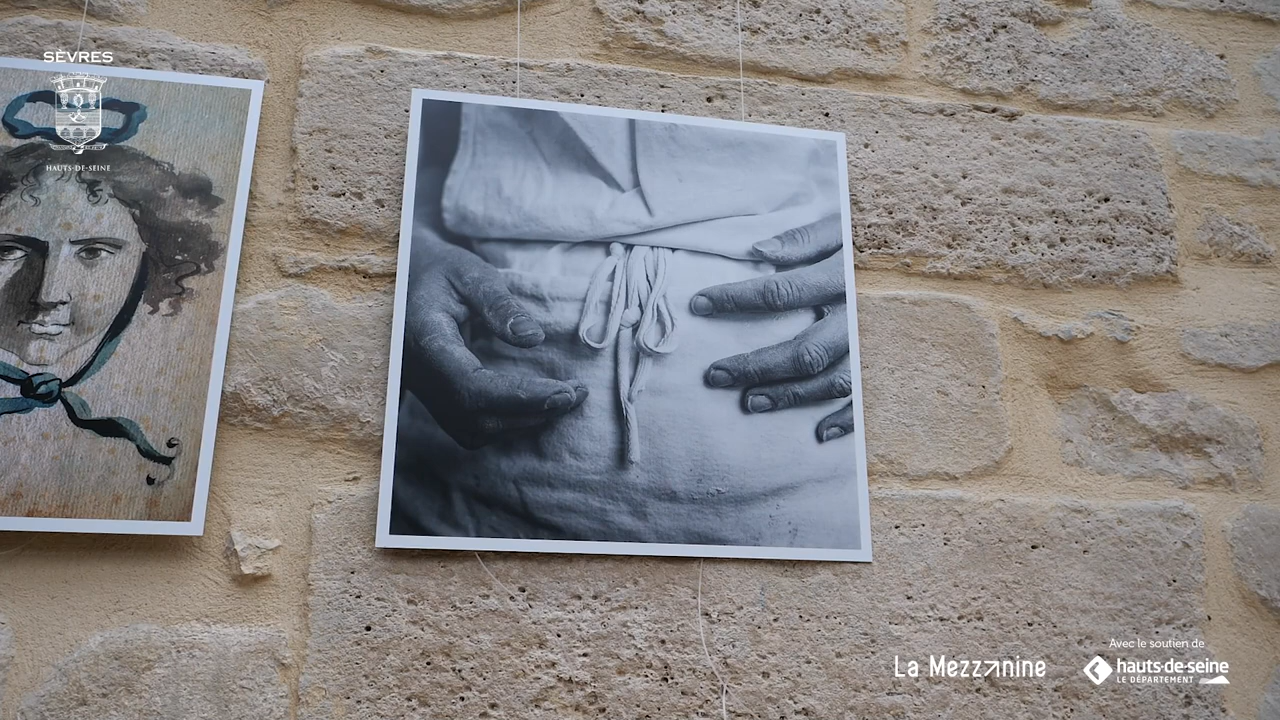 SÈVRES
HAUTS-DE-SEINE
Avec le soutien de
La Mezzanine
hauts-de-seine
LE DÉPARTEMENT